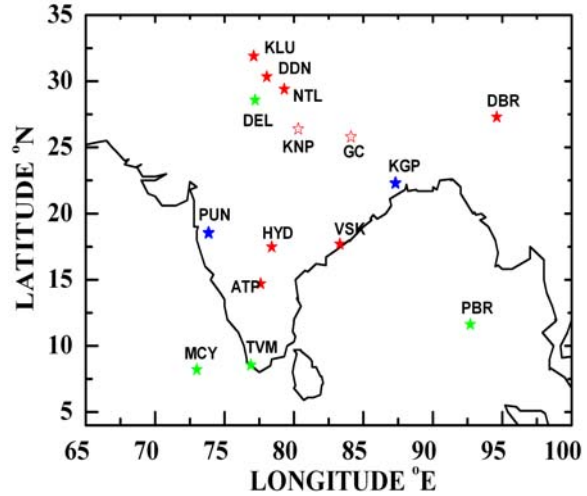 35
30
25
20
15
10
5
LATITUDE °N
KLU
DDN
NTL
DEL
DBR
KNP
GC
KGP
PUN
HYD
VSK
ATP
PBR
MCY
TVM
65 70 75 80 85 90 95 100
LONGITUDE °E